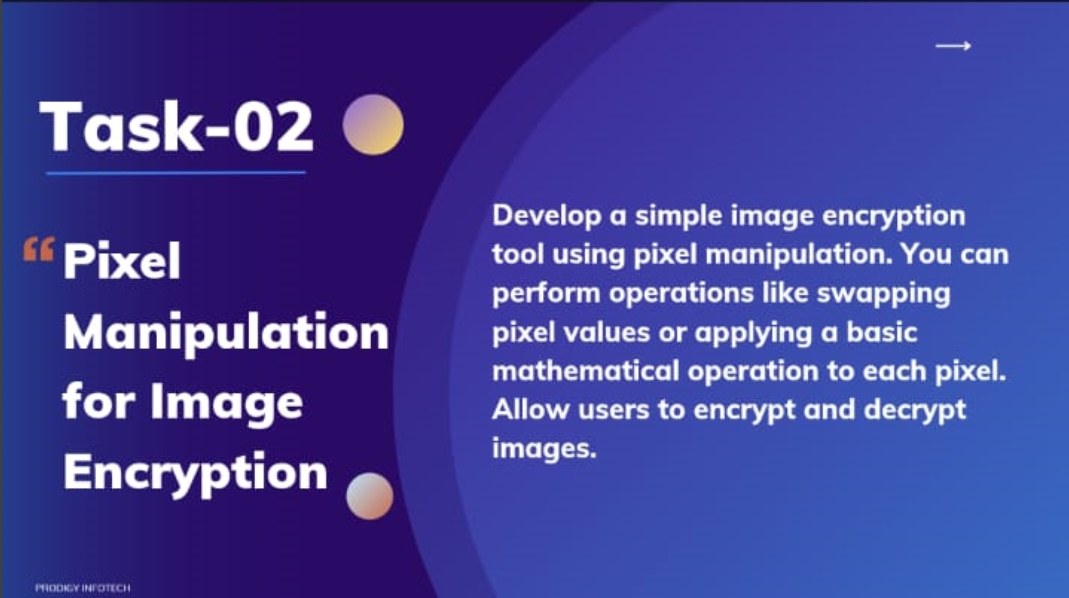 Task-02
“ Pixel
Manipulation
for Image
Encryption
Develop a simple image encryption
tool using pixel manipulation. You can
perform operations like swapping
pixel values or applying a basic
mathematical operation to each pixel.
Allow users to encrypt and decrypt
images.
PRODIGY INFOTECH